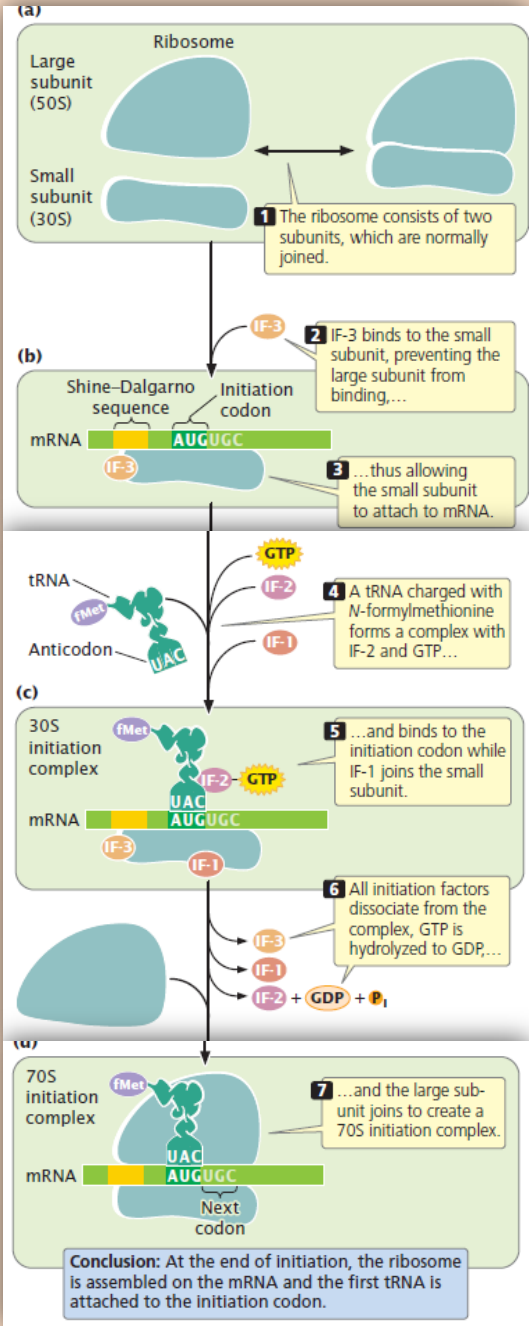 (a)
Ribosome
Large
subunit
(50S)
Small
subunit
(30S)
1 The ribosome consists of two
subunits, which are normally
joined.
IF-3
2 IF-3 binds to the small
subunit, preventing the
large subunit from
binding,…
(b)
Shine–Dalgarno
sequence
Initiation
codon
mRNA
AUGUGC
IF-3
3 …thus allowing
the small subunit
to attach to mRNA.
GTP
tRNA
IF-2
fMet
4 A tRNA charged with
N-formylmethionine
forms a complex with
IF-2 and GTP…
Anticodon
UAC
IF-1
(c)
30S
initiation
complex
fMet
IF-2
GTP
5 …and binds to the
initiation codon while
IF-1 joins the small
subunit.
UAC
mRNA
AUGUGC
IF-3
IF-1
6 All initiation factors
dissociate from the
complex, GTP is
hydrolyzed to GDP,…
IF-3
IF-1
IF-2 + GDP + Pi
(d)
70S
initiation
complex
fMet
7 …and the large sub-
unit joins to create a
70S initiation complex.
UAC
mRNA
AUGUGC
Next
codon
Conclusion: At the end of initiation, the ribosome
is assembled on the mRNA and the first tRNA is
attached to the initiation codon.